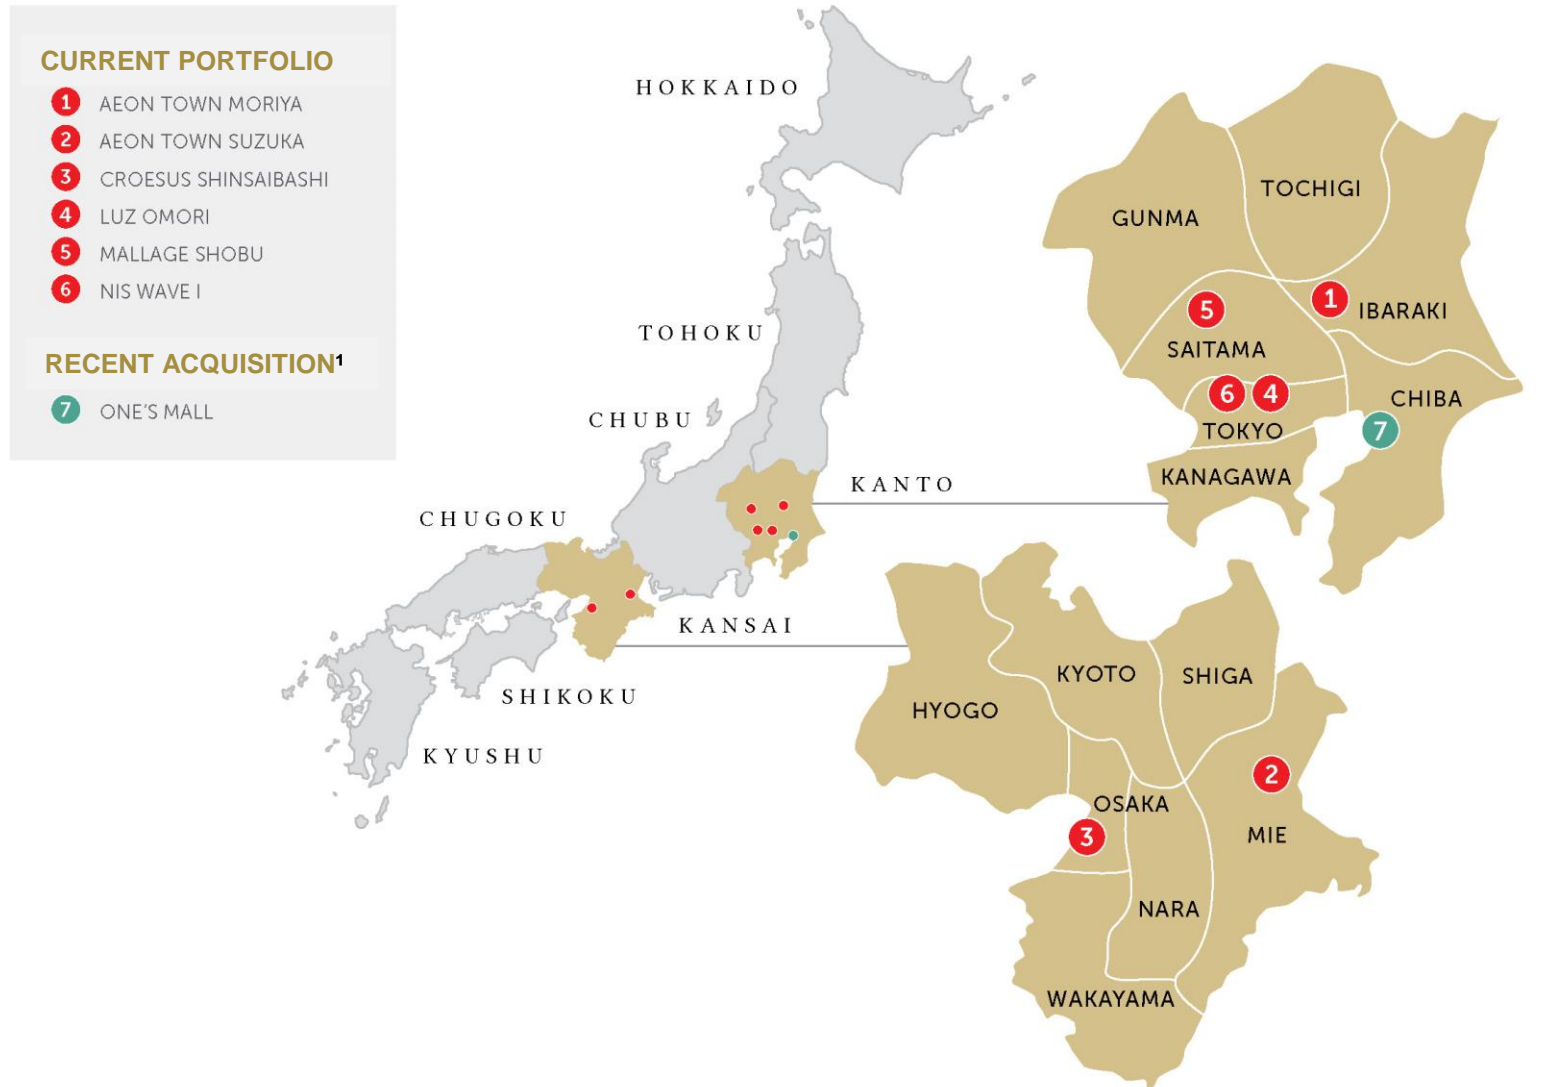 CURRENT PORTFOLIO
1 AEON TOWN MORIYA
2 AEON TOWN SUZUKA
3 CROESUS SHINSAIBASHI
4 LUZ OMORI
5 MALLAGE SHOBU
6 NIS WAVE I
RECENT ACQUISITION¹
7 ONE'S MALL
HOKKAIDO
TOHOKU
CHUBU
KANTO
CHUGOKU
KANSAI
SHIKOKU
KYUSHU
TOCHIGI
GUNMA
1
IBARAKI
5
SAITAMA
6 4
CHIBA
TOKYO
7
KANAGAWA
KYOTO
SHIGA
HYOGO
2
OSAKA
3
MIE
NARA
WAKAYAMA